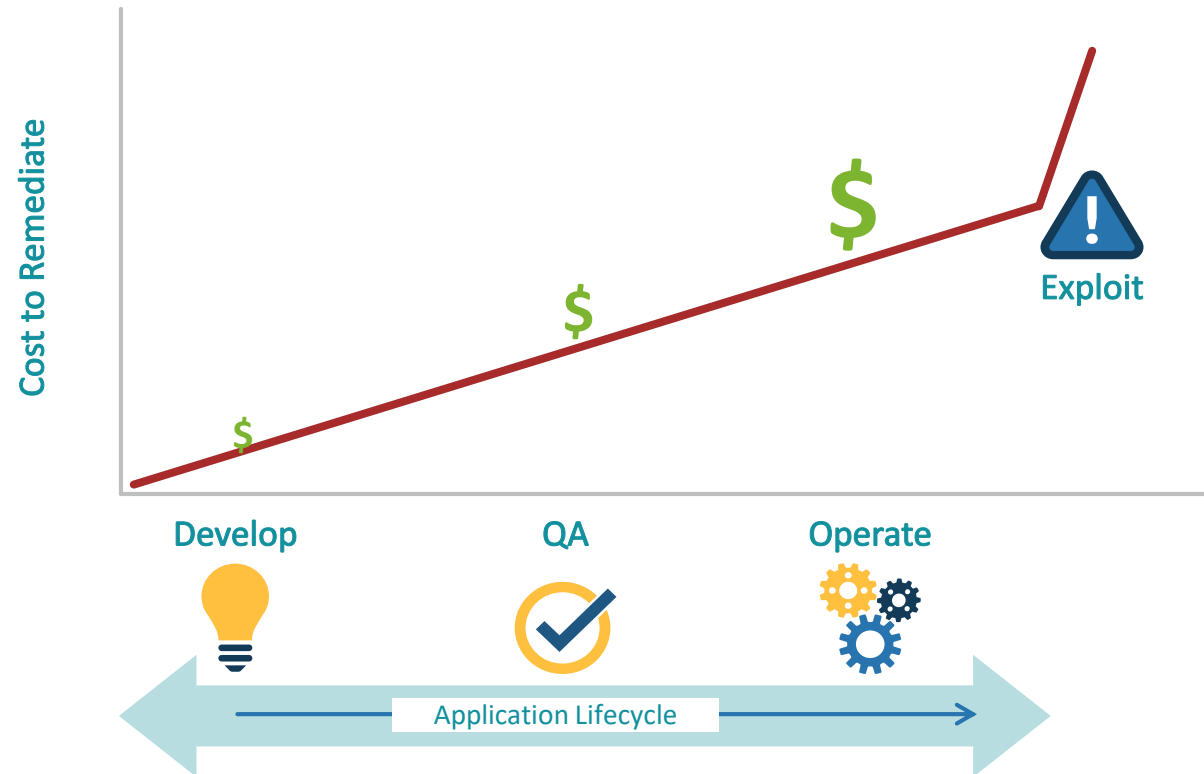 Cost to Remediate
$
$
$
!
Exploit
Develop
QA
Operate
Application Lifecycle